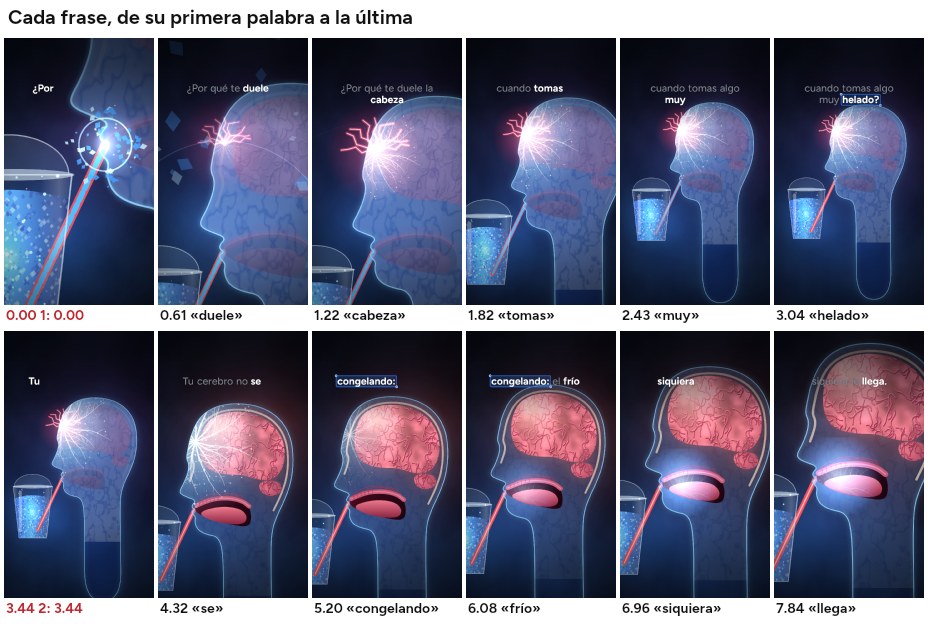 Cada frase, de su primera palabra a la última
¿Por
¿Por qué te duele
¿Por qué te duele la
cabeza
cuando tomas
cuando tomas algo
muy
cuando tomas algo
muy helado?
0.00 1: 0.00
0.61 «duele»
1.22 «cabeza»
1.82 «tomas»
2.43 «muy»
3.04 «helado»
Tu
Tu cerebro no se
congelando:
congelando: el frío
siquiera
llega.
3.44 2: 3.44
4.32 «se»
5.20 «congelando»
6.08 «frío»
6.96 «siquiera»
7.84 «llega»